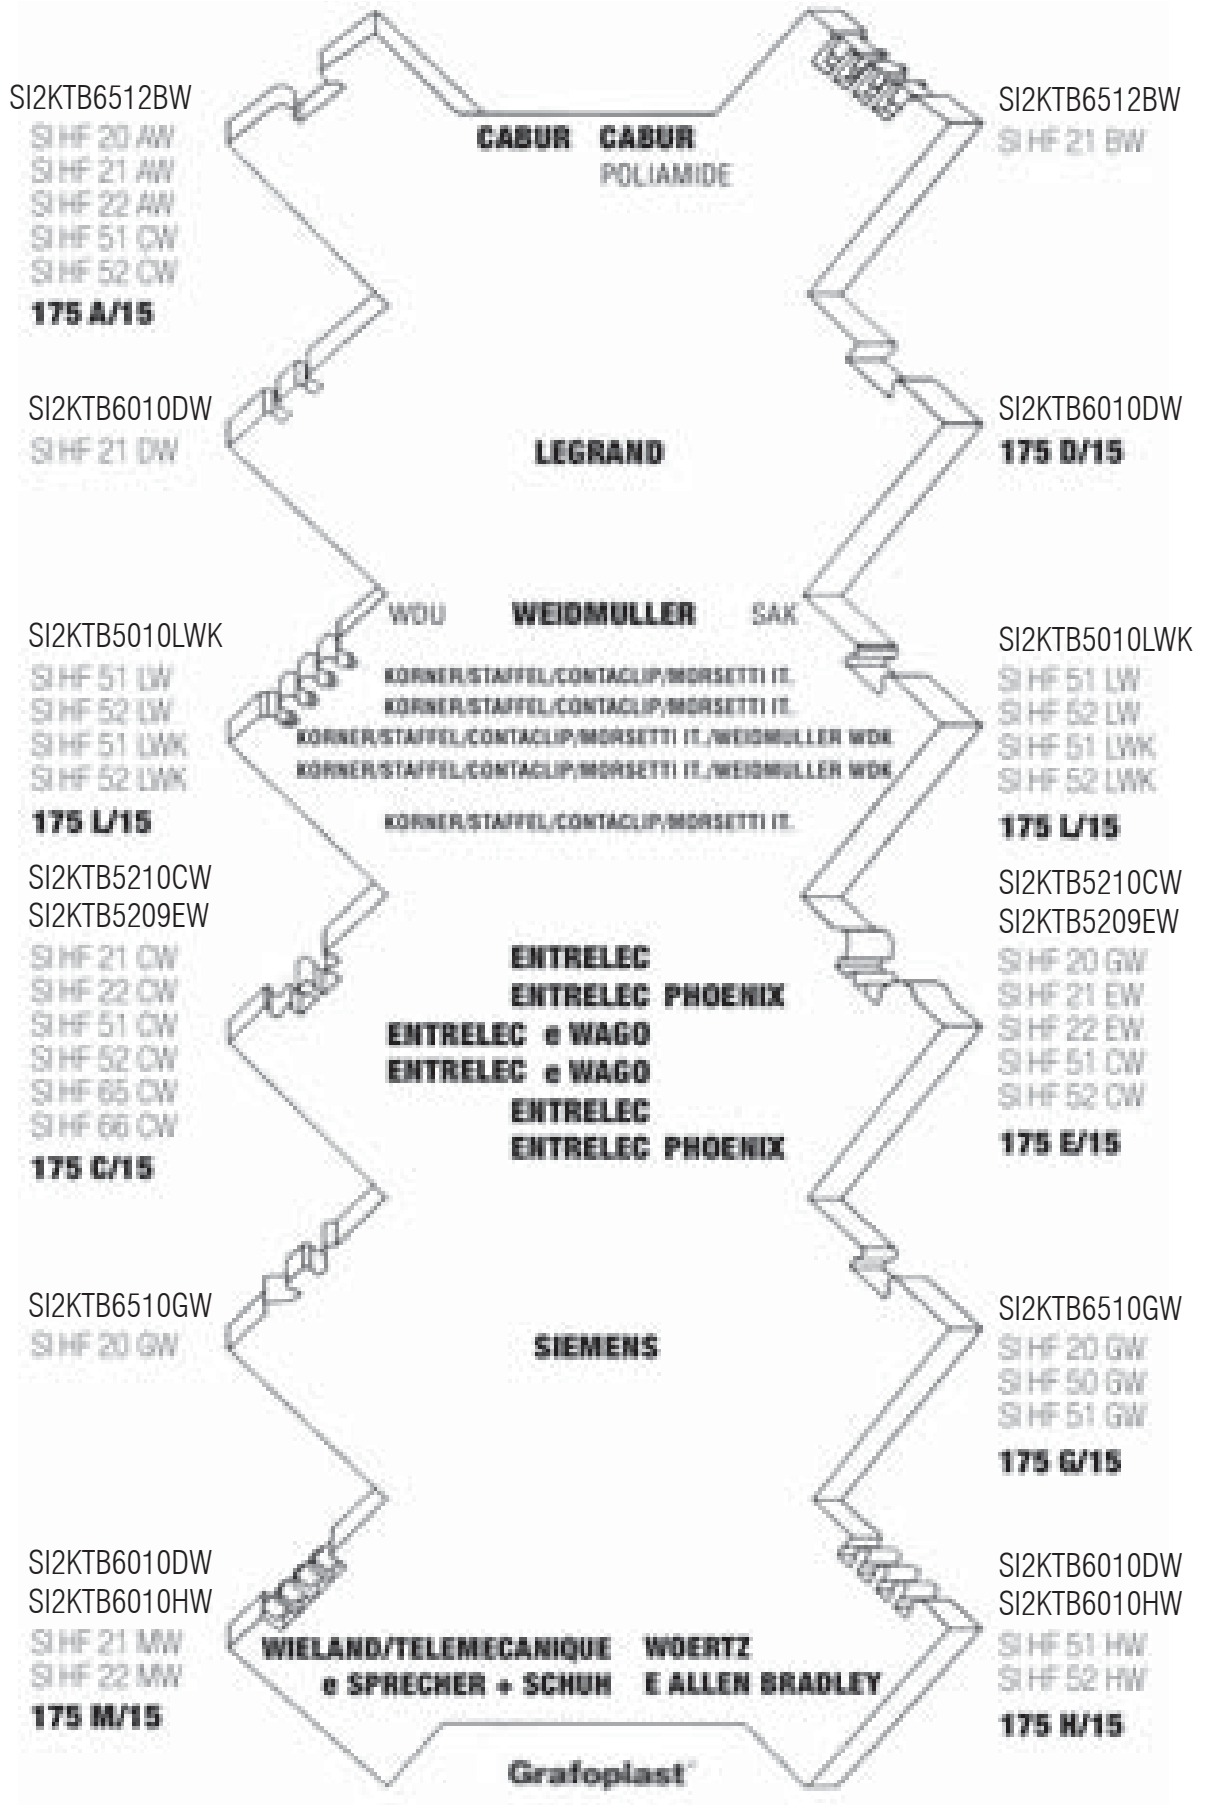 SI2KTB6512BW
SI HF 20 AW
SI HF 21 AW
SI HF 22 AW
SI HF 51 CW
SI HF 52 CW
175 A/15
CABUR CABUR
POLIAMIDE
SI2KTB6512BW
SI HF 21 BW
SI2KTB6010DW
SI HF 21 DW
LEGRAND
SI2KTB6010DW
175 D/15
SI2KTB5010LWK
SI HF 51 LW
SI HF 52 LW
SI HF 51 LWK
SI HF 52 LWK
175 L/15
WDU WEIDMULLER SAK
KORNER/STAFFEL/CONTACLIP/MORSETTI IT.
KORNER/STAFFEL/CONTACLIP/MORSETTI IT.
KORNER/STAFFEL/CONTACLIP/MORSETTI IT./WEIDMULLER WDK
KORNER/STAFFEL/CONTACLIP/MORSETTI IT./WEIDMULLER WDK
KORNER/STAFFEL/CONTACLIP/MORSETTI IT.
SI2KTB5010LWK
SI HF 51 LW
SI HF 52 LW
SI HF 51 LWK
SI HF 52 LWK
175 L/15
SI2KTB5210CW
SI2KTB5209EW
SI HF 21 CW
SI HF 22 CW
SI HF 51 CW
SI HF 52 CW
SI HF 65 CW
SI HF 66 CW
175 C/15
ENTRELEC
ENTRELEC PHOENIX
ENTRELEC e WAGO
ENTRELEC e WAGO
ENTRELEC
ENTRELEC PHOENIX
SI2KTB5210CW
SI2KTB5209EW
SI HF 20 GW
SI HF 21 EW
SI HF 22 EW
SI HF 51 CW
SI HF 52 CW
175 E/15
SI2KTB6510GW
SI HF 20 GW
SIEMENS
SI2KTB6510GW
SI HF 20 GW
SI HF 50 GW
SI HF 51 GW
175 G/15
SI2KTB6010DW
SI2KTB6010HW
SI HF 21 MW
SI HF 22 MW
175 M/15
WIELAND/TELEMECANIQUE WOERTZ
e SPRECHER + SCHUH E ALLEN BRADLEY
SI2KTB6010DW
SI2KTB6010HW
SI HF 51 HW
SI HF 52 HW
175 H/15
Grafoplast